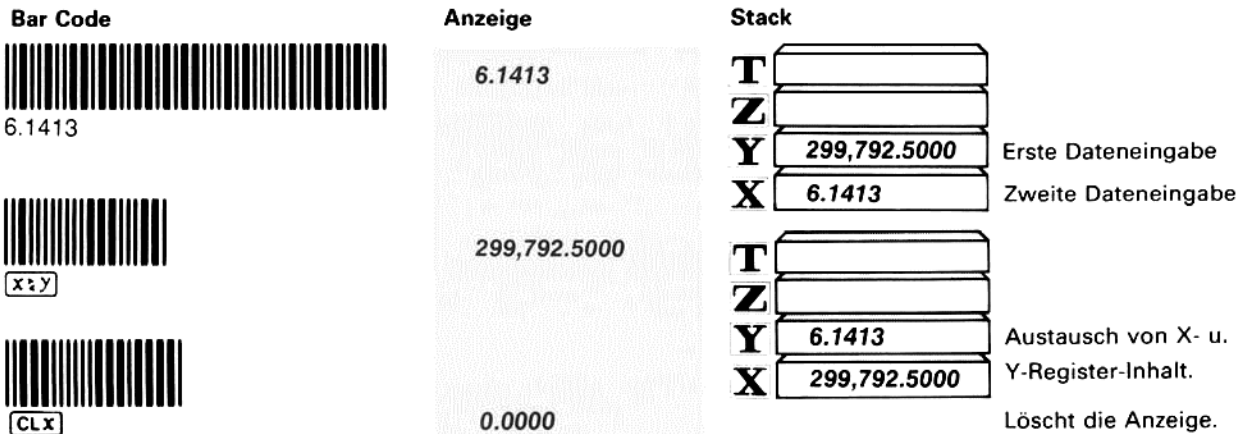 Bar Code Anzeige Stack
6.1413
6.1413
T
Z
Y 299,792.5000 Erste Dateneingabe
X 6.1413 Zweite Dateneingabe
x⇄y
299,792.5000
T
Z
Y 6.1413 Austausch von X- u.
X 299,792.5000 Y-Register-Inhalt.
CLx
0.0000
Löscht die Anzeige.